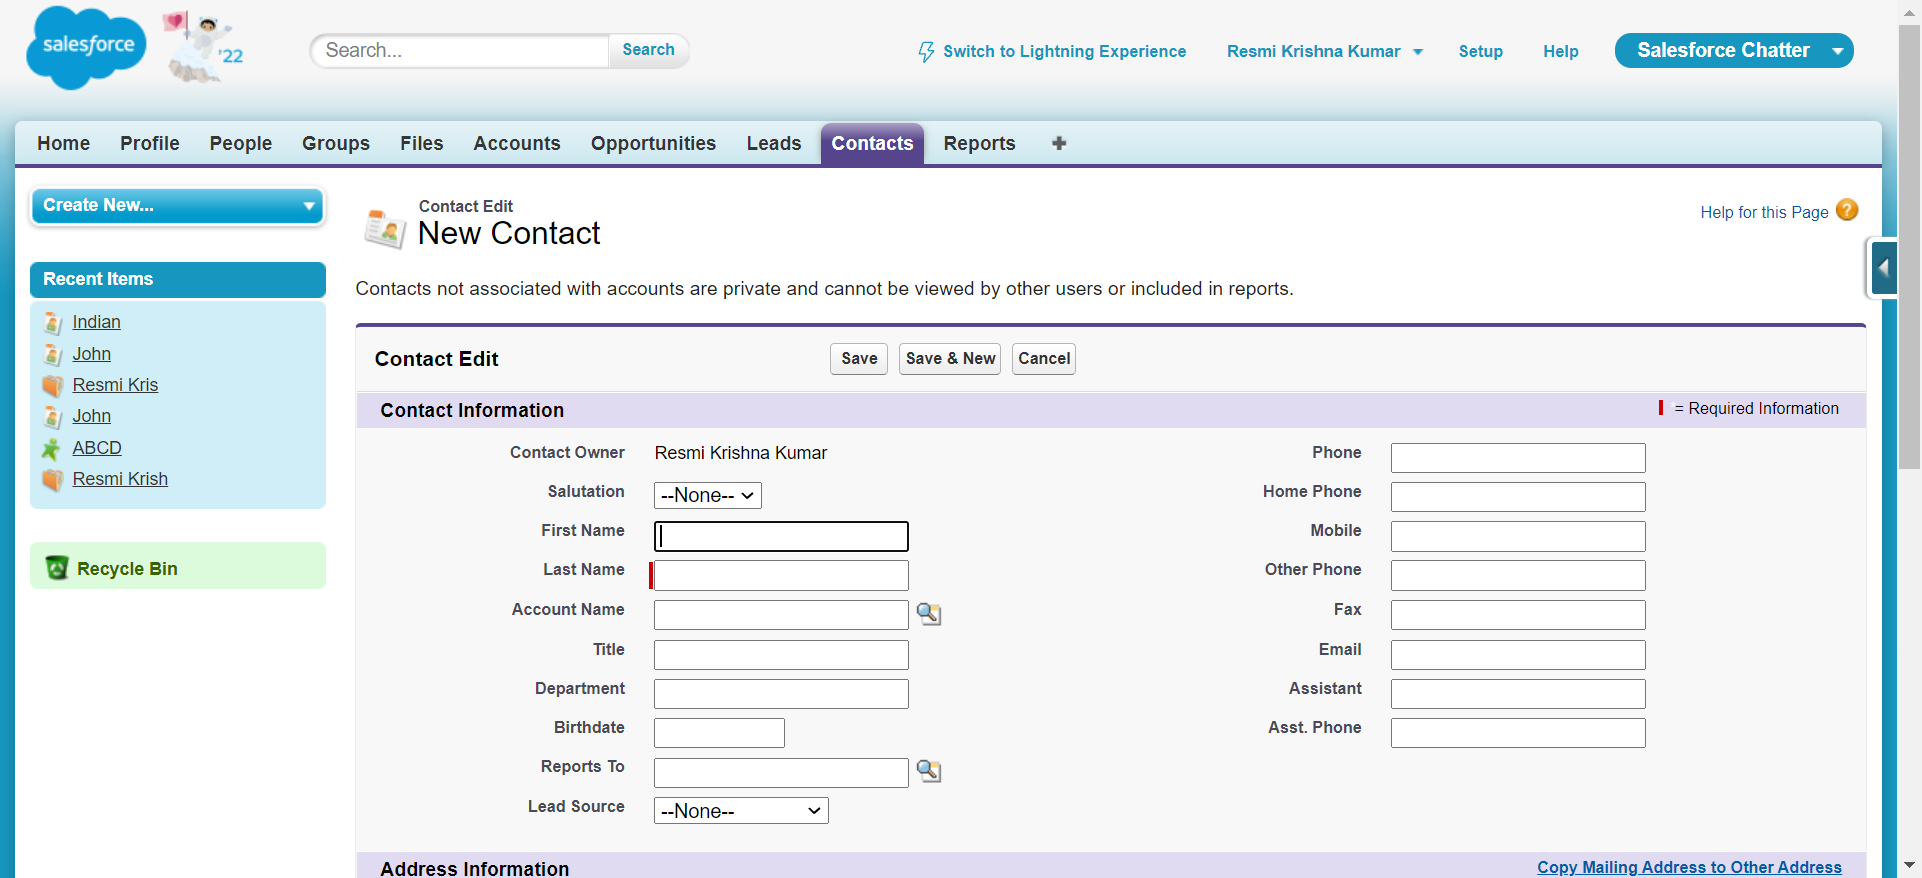 salesforce
'22
Search...
Search
Switch to Lightning Experience
Resmi Krishna Kumar
Setup
Help
Salesforce Chatter
Home Profile People Groups Files Accounts Opportunities Leads Contacts Reports +
Create New...
Recent Items
Indian
John
Resmi Kris
John
ABCD
Resmi Krish
Recycle Bin
Contact Edit
New Contact
Help for this Page ?
Contacts not associated with accounts are private and cannot be viewed by other users or included in reports.
Contact Edit
Save Save & New Cancel
Contact Information
= Required Information
Contact Owner Resmi Krishna Kumar
Salutation --None--
First Name
Last Name
Account Name
Title
Department
Birthdate
Reports To
Lead Source --None--
Phone
Home Phone
Mobile
Other Phone
Fax
Email
Assistant
Asst. Phone
Address Information
Copy Mailing Address to Other Address